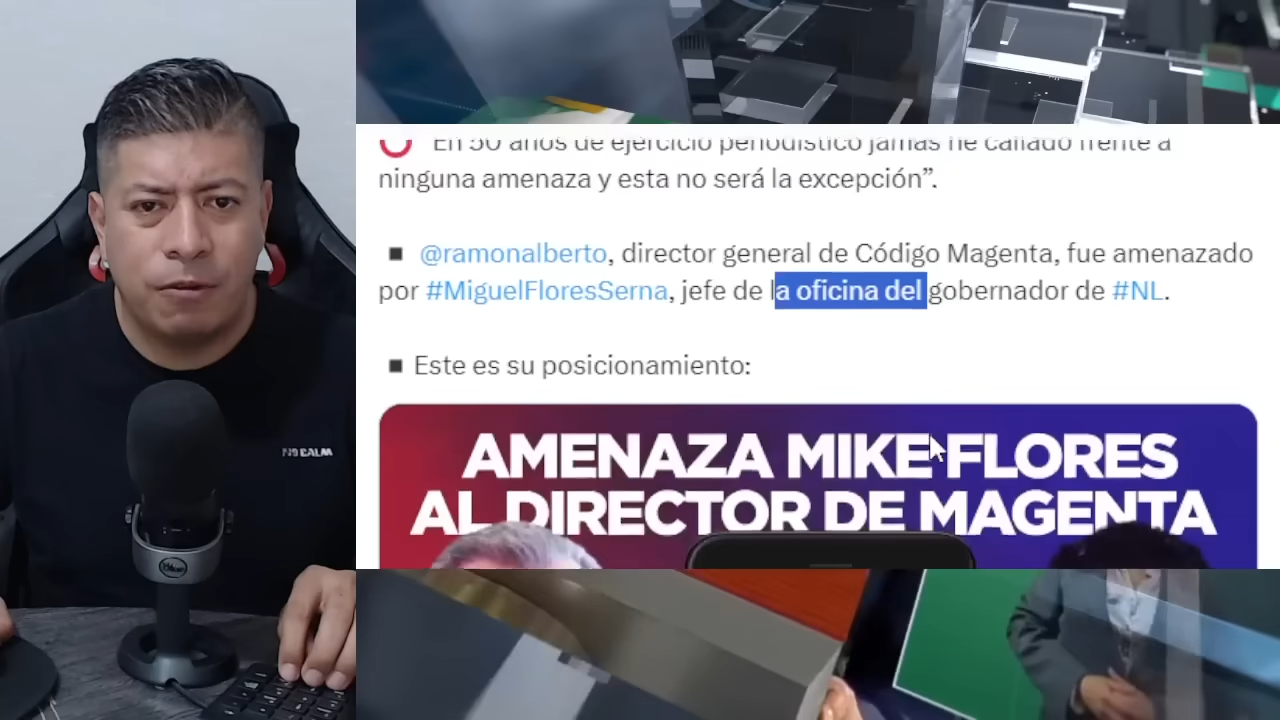 En 50 años de ejercicio periodístico jamás he callado frente a
ninguna amenaza y esta no será la excepción”.
◾ @ramonalberto, director general de Código Magenta, fue amenazado
por #MiguelFloresSerna, jefe de la oficina del gobernador de #NL.
◾ Este es su posicionamiento:
AMENAZA MIKE FLORES
AL DIRECTOR DE MAGENTA
Blue